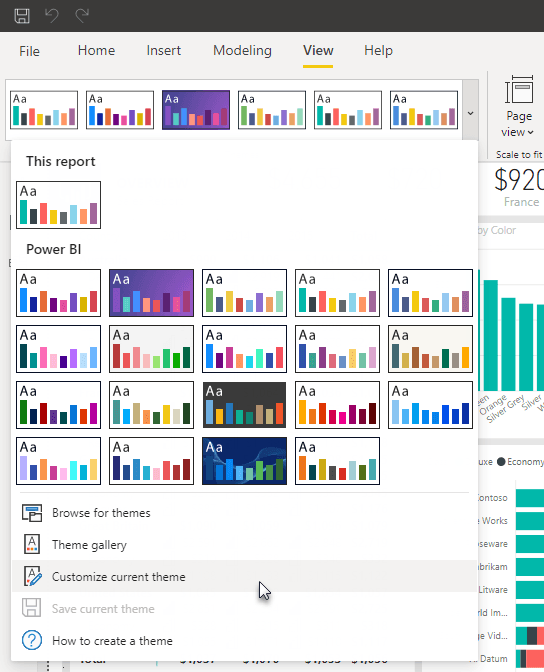 File Home Insert Modeling View Help
Aa Aa Aa Aa Aa Aa
Page
view
Scale to fit
This report
$920
France
Aa
by Color
Power BI
Aa Aa Aa Aa Aa
Aa Aa Aa Aa Aa
Aa Aa Aa Aa Aa
Orange
Silver Grey
Silver
Aa Aa Aa Aa
uxe Economy
Browse for themes
ontoso
Theme gallery
e Works
oseware
Customize current theme
abrikam
Litware
Save current theme
rld Im...
ge Vid...
How to create a theme
. Datum